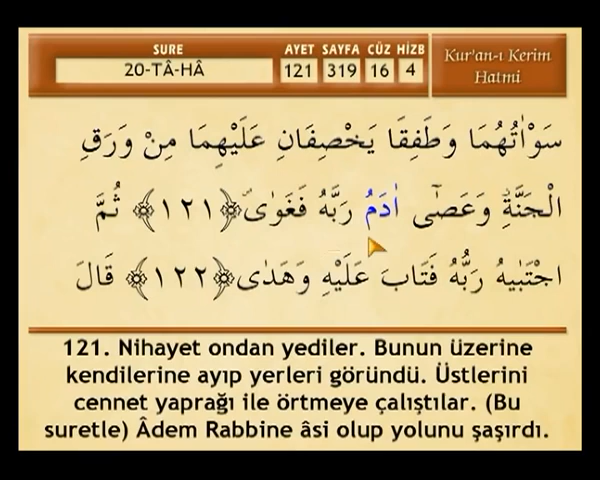 SURE AYET SAYFA CÜZ HİZB
20-TÂ-HÂ 121 319 16 4
Kur'an-ı Kerim
Hatmi
سَوْاٰتُهُمَا وَطَفِقَا يَخْصِفَانِ عَلَيْهِمَا مِنْ وَرَقِ
الْجَنَّةِۘ وَعَصٰٓى اٰدَمُ رَبَّهُ فَغَوٰىۖ ﴿١٢١﴾ ثُمَّ
اجْتَبٰيهُ رَبُّهُ فَتَابَ عَلَيْهِ وَهَدٰى ﴿١٢٢﴾ قَالَ
121. Nihayet ondan yediler. Bunun üzerine
kendilerine ayıp yerleri göründü. Üstlerini
cennet yaprağı ile örtmeye çalıştılar. (Bu
suretle) Âdem Rabbine âsi olup yolunu şaşırdı.